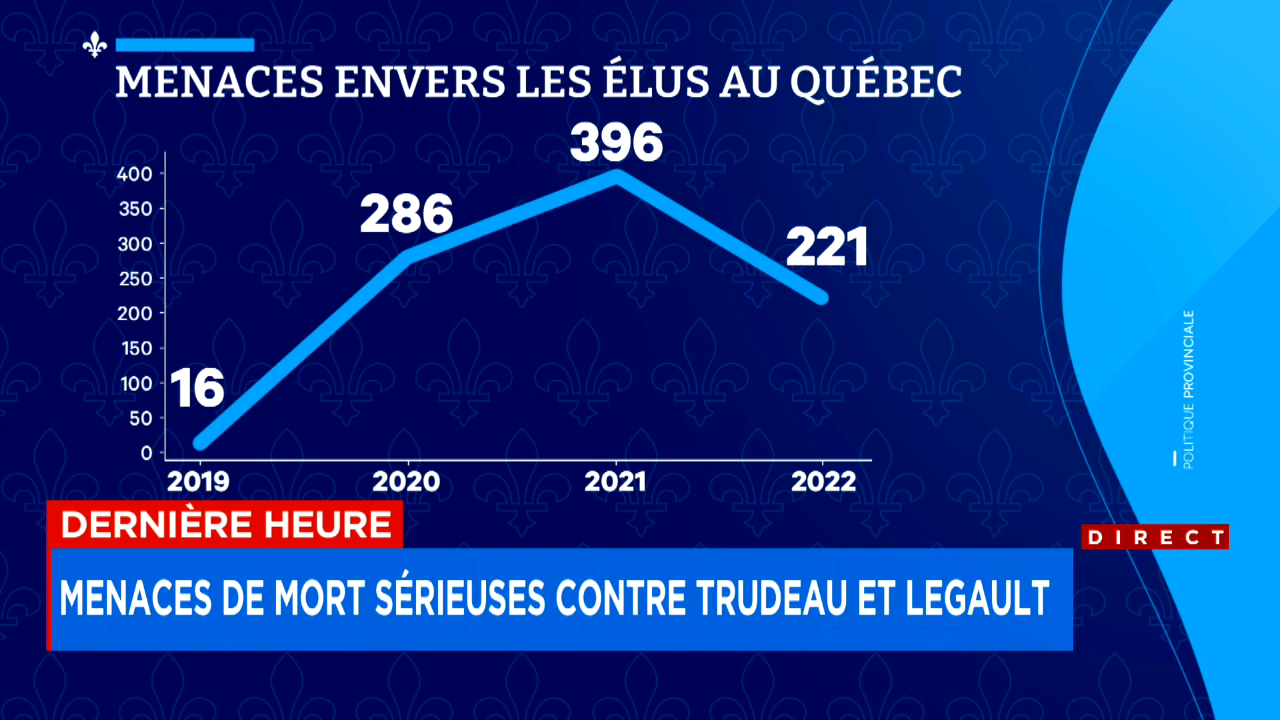 MENACES ENVERS LES ÉLUS AU QUÉBEC
396
400
350
286
300
221
250
200
150
100
16
50
0
2019 2020 2021 2022
POLITIQUE PROVINCIALE
DERNIÈRE HEURE
DIRECT
MENACES DE MORT SÉRIEUSES CONTRE TRUDEAU ET LEGAULT